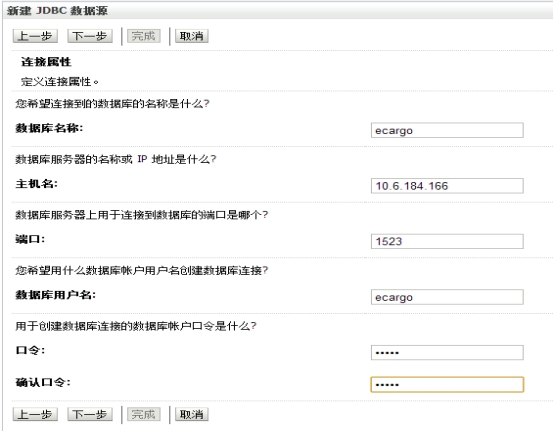 新建 JDBC 数据源
上一步 下一步 完成 取消
连接属性
定义连接属性。
您希望连接到的数据库的名称是什么?
数据库名称: ecargo
数据库服务器的名称或 IP 地址是什么?
主机名: 10.6.184.166
数据库服务器上用于连接到数据库的端口是哪个?
端口: 1523
您希望用什么数据库帐户用户名创建数据库连接?
数据库用户名: ecargo
用于创建数据库连接的数据库帐户口令是什么?
口令: •••••
确认口令: •••••
上一步 下一步 完成 取消